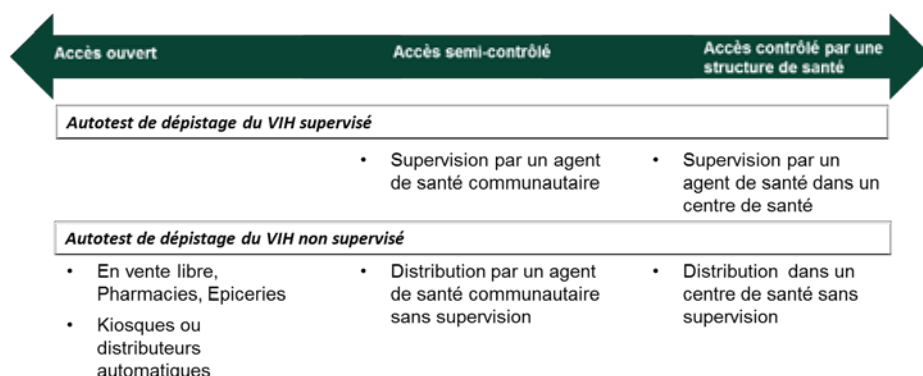 Accès ouvert
Accès semi-contrôlé
Accès contrôlé par une
structure de santé
Autotest de dépistage du VIH supervisé
• Supervision par un agent
de santé communautaire
• Supervision par un
agent de santé dans un
centre de santé
Autotest de dépistage du VIH non supervisé
• En vente libre,
Pharmacies, Epiceries
• Kiosques ou
distributeurs
automatiques
• Distribution par un agent
de santé communautaire
sans supervision
• Distribution dans un
centre de santé sans
supervision